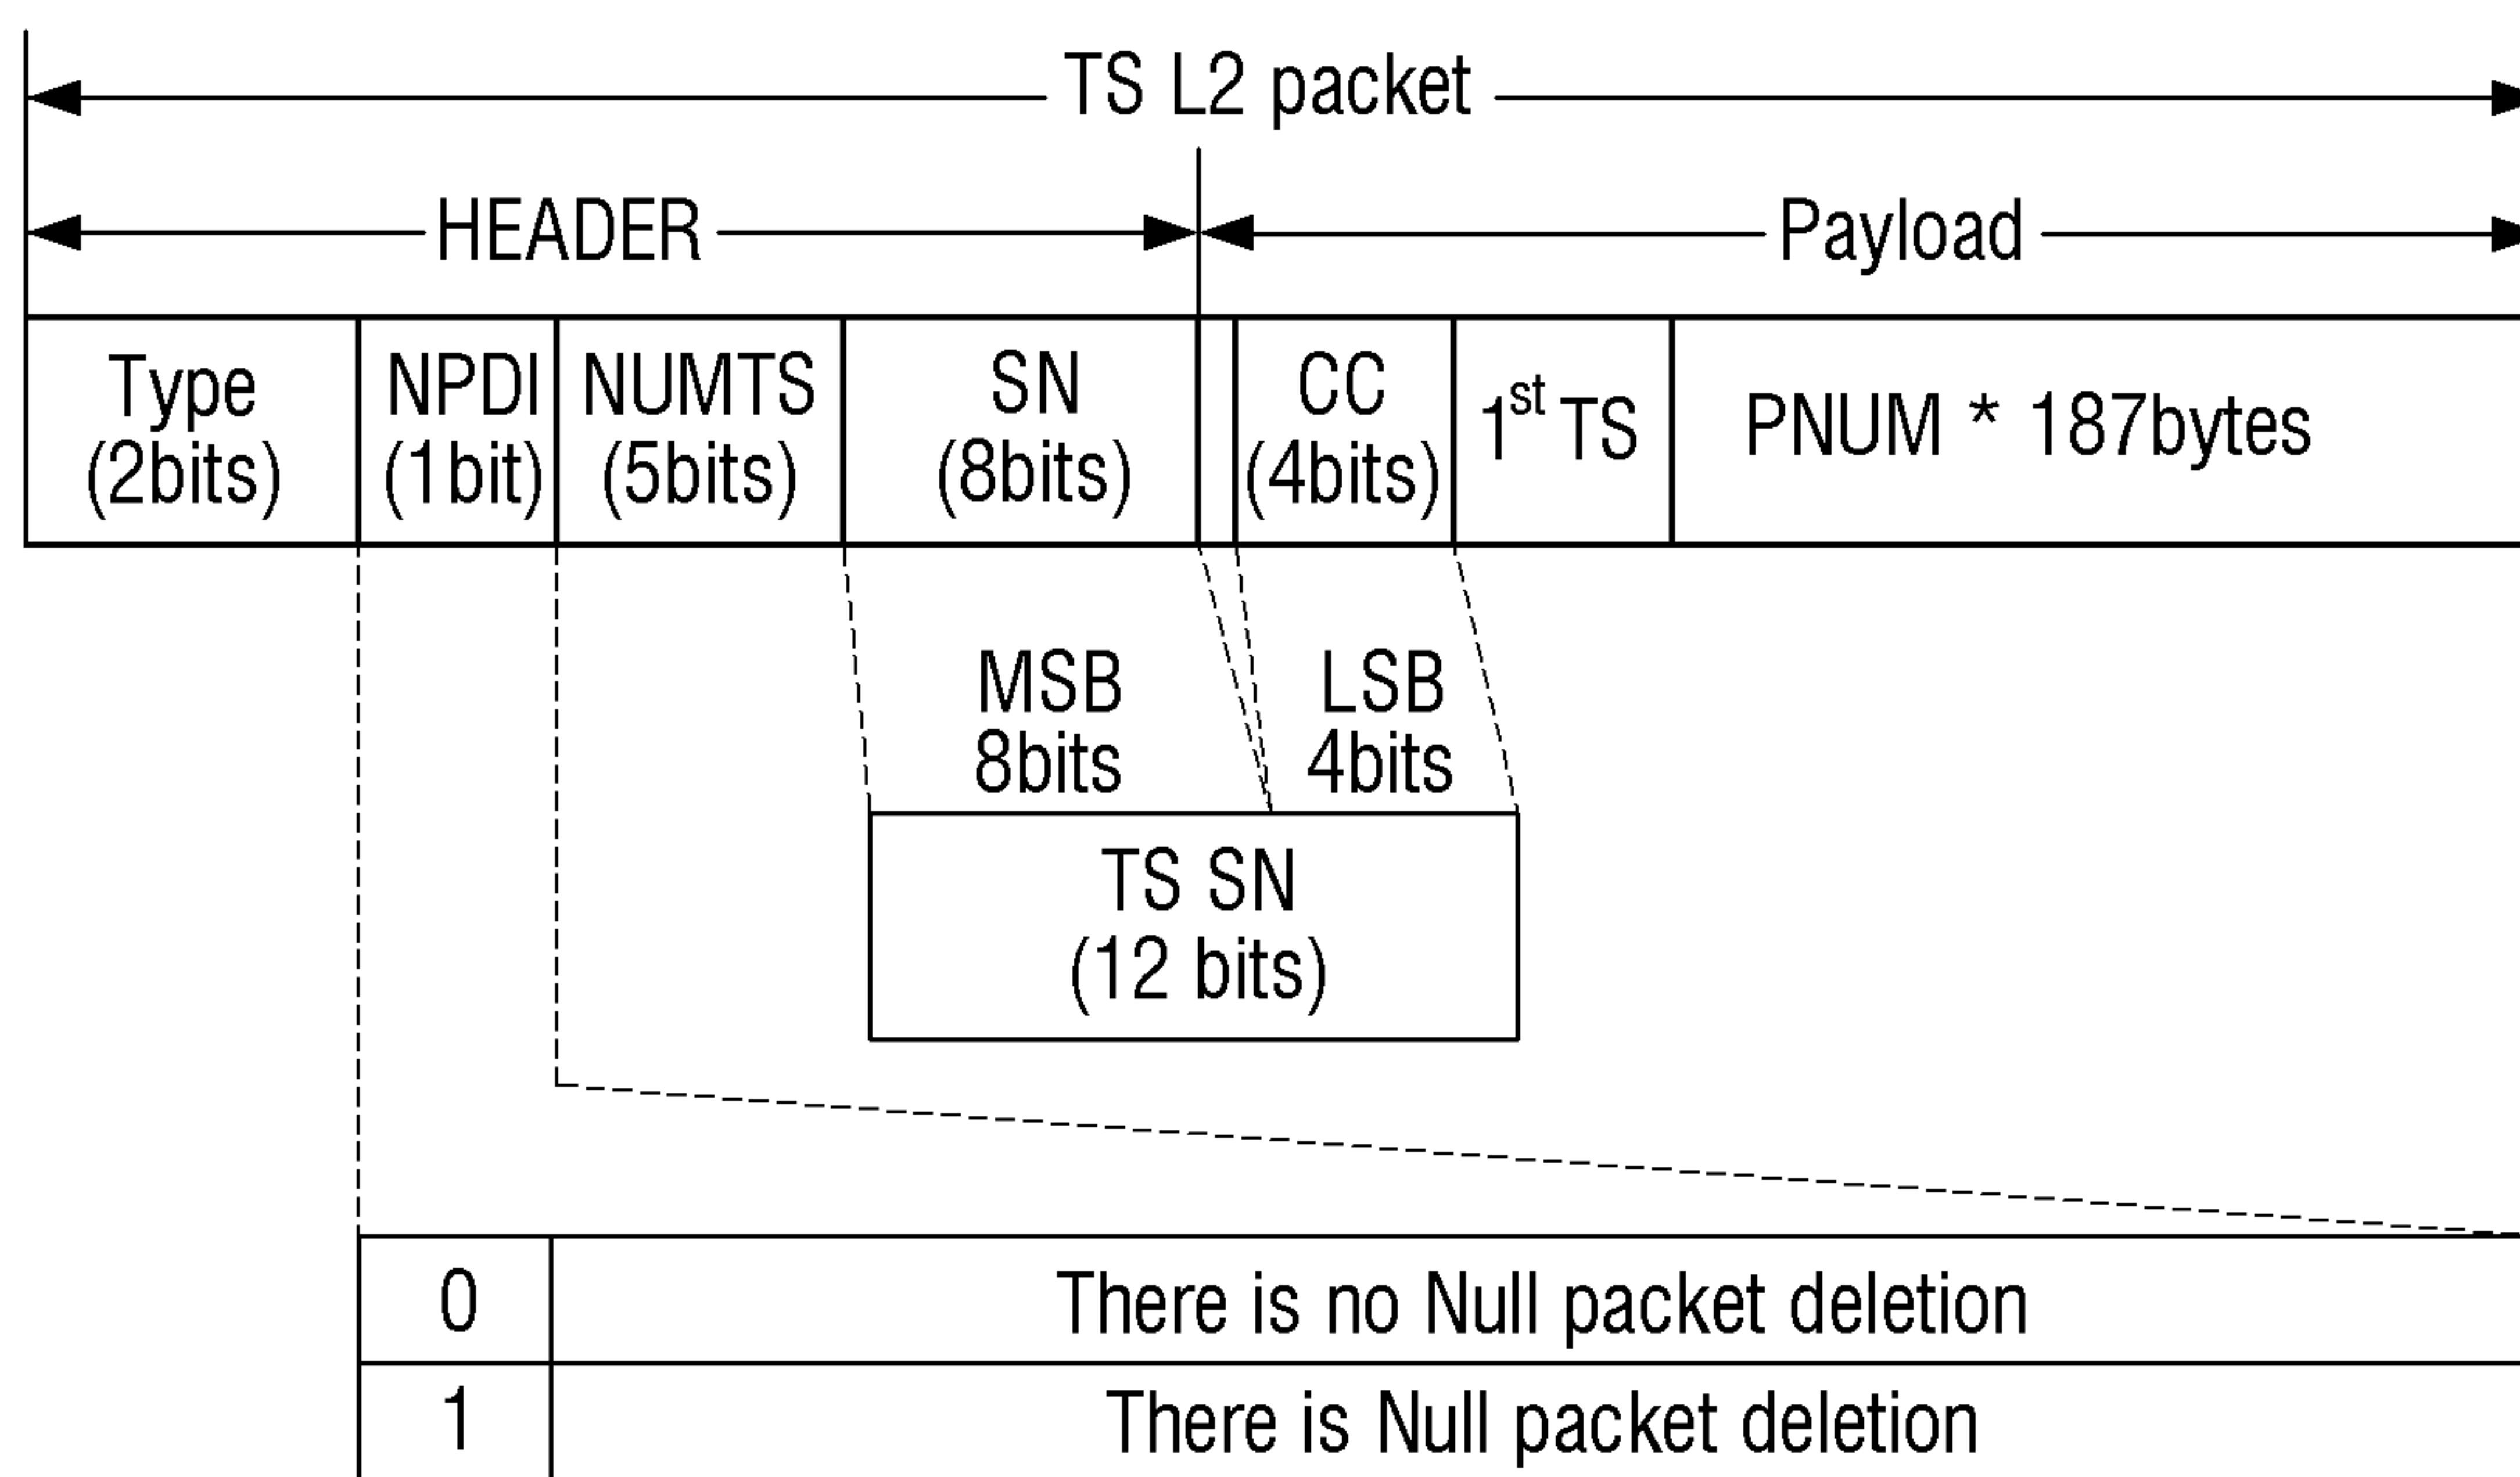 TS L2 packet
HEADER
Payload
Type
(2bits)
NPDI
(1bit)
NUMTS
(5bits)
SN
(8bits)
CC
(4bits)
1st TS
PNUM * 187bytes
MSB
8bits
LSB
4bits
TS SN
(12 bits)
0
There is no Null packet deletion
1
There is Null packet deletion